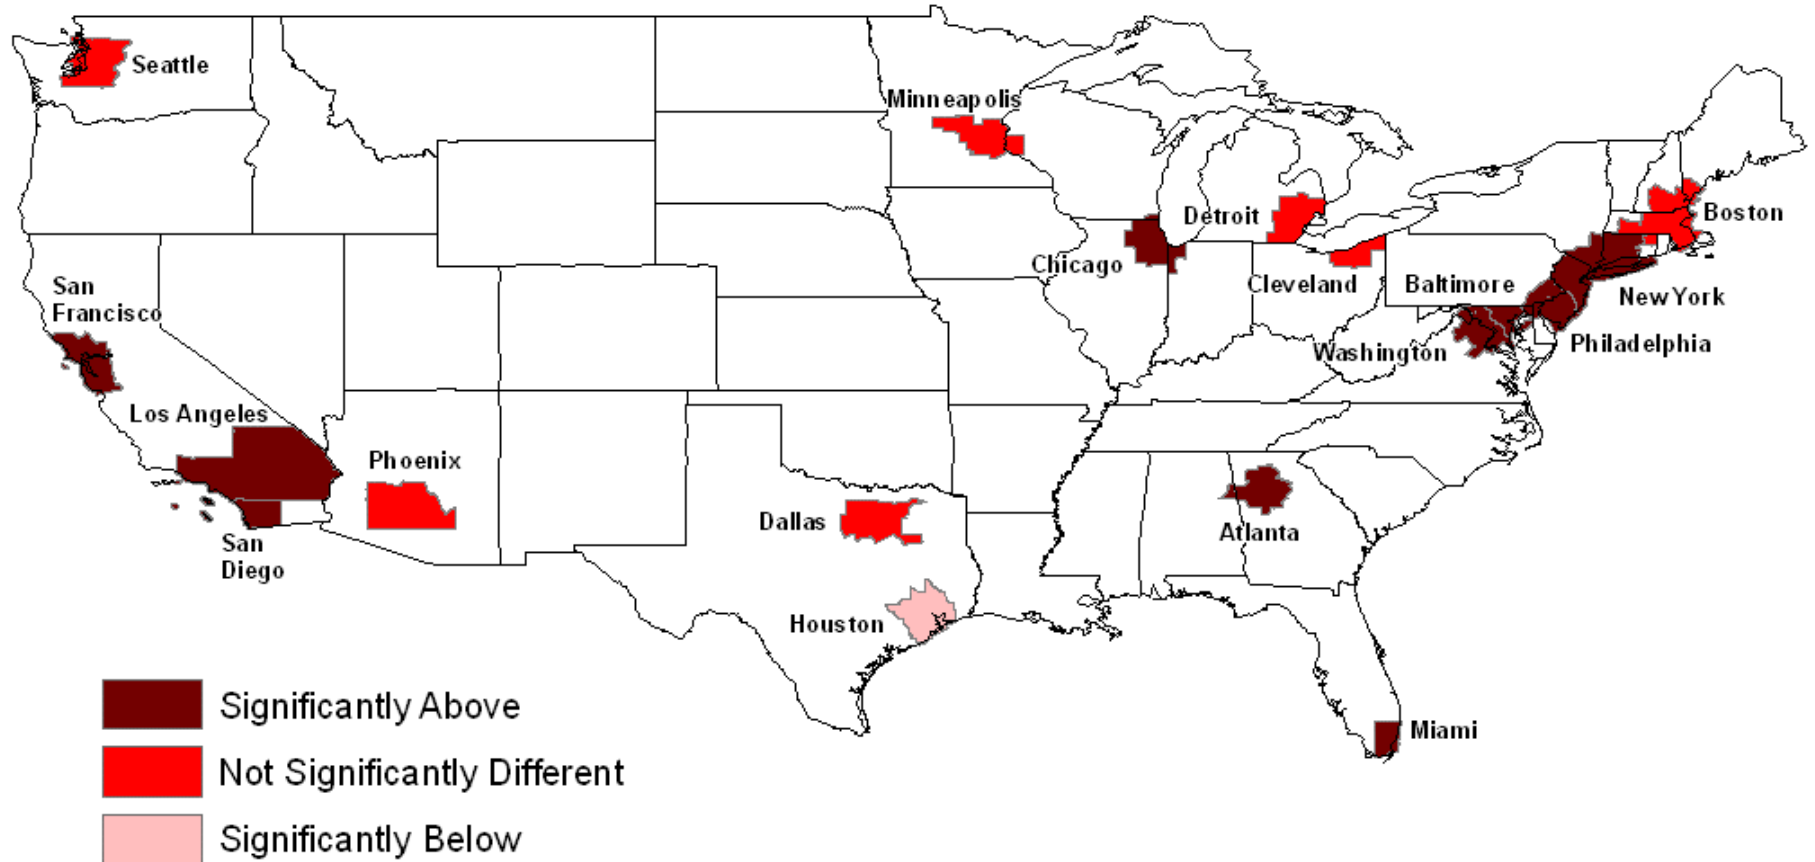 Seattle
Minneapolis
Detroit
Boston
Chicago
Cleveland
Baltimore
New York
San
Francisco
Washington
Philadelphia
Los Angeles
Phoenix
Dallas
Atlanta
San
Diego
Houston
Miami
Significantly Above
Not Significantly Different
Significantly Below